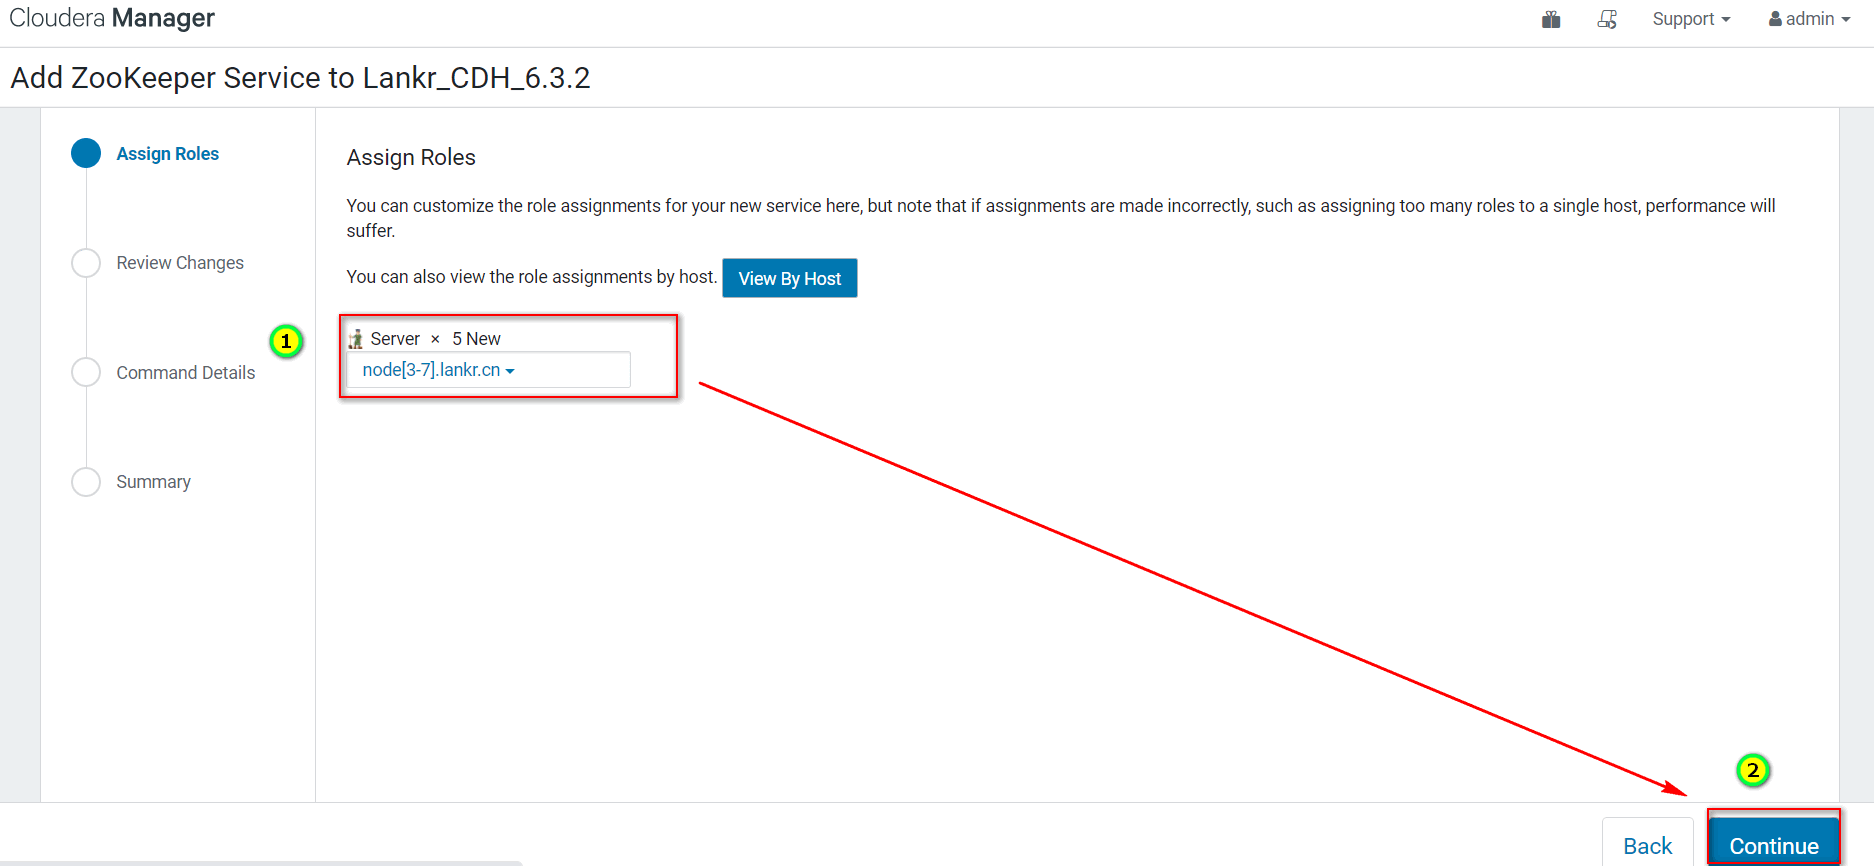 Cloudera Manager
Support
admin
Add ZooKeeper Service to Lankr_CDH_6.3.2
Assign Roles
Review Changes
Command Details
Summary
Assign Roles
You can customize the role assignments for your new service here, but note that if assignments are made incorrectly, such as assigning too many roles to a single host, performance will
suffer.
You can also view the role assignments by host. View By Host
1
Server × 5 New
node[3-7].lankr.cn
2
Back
Continue